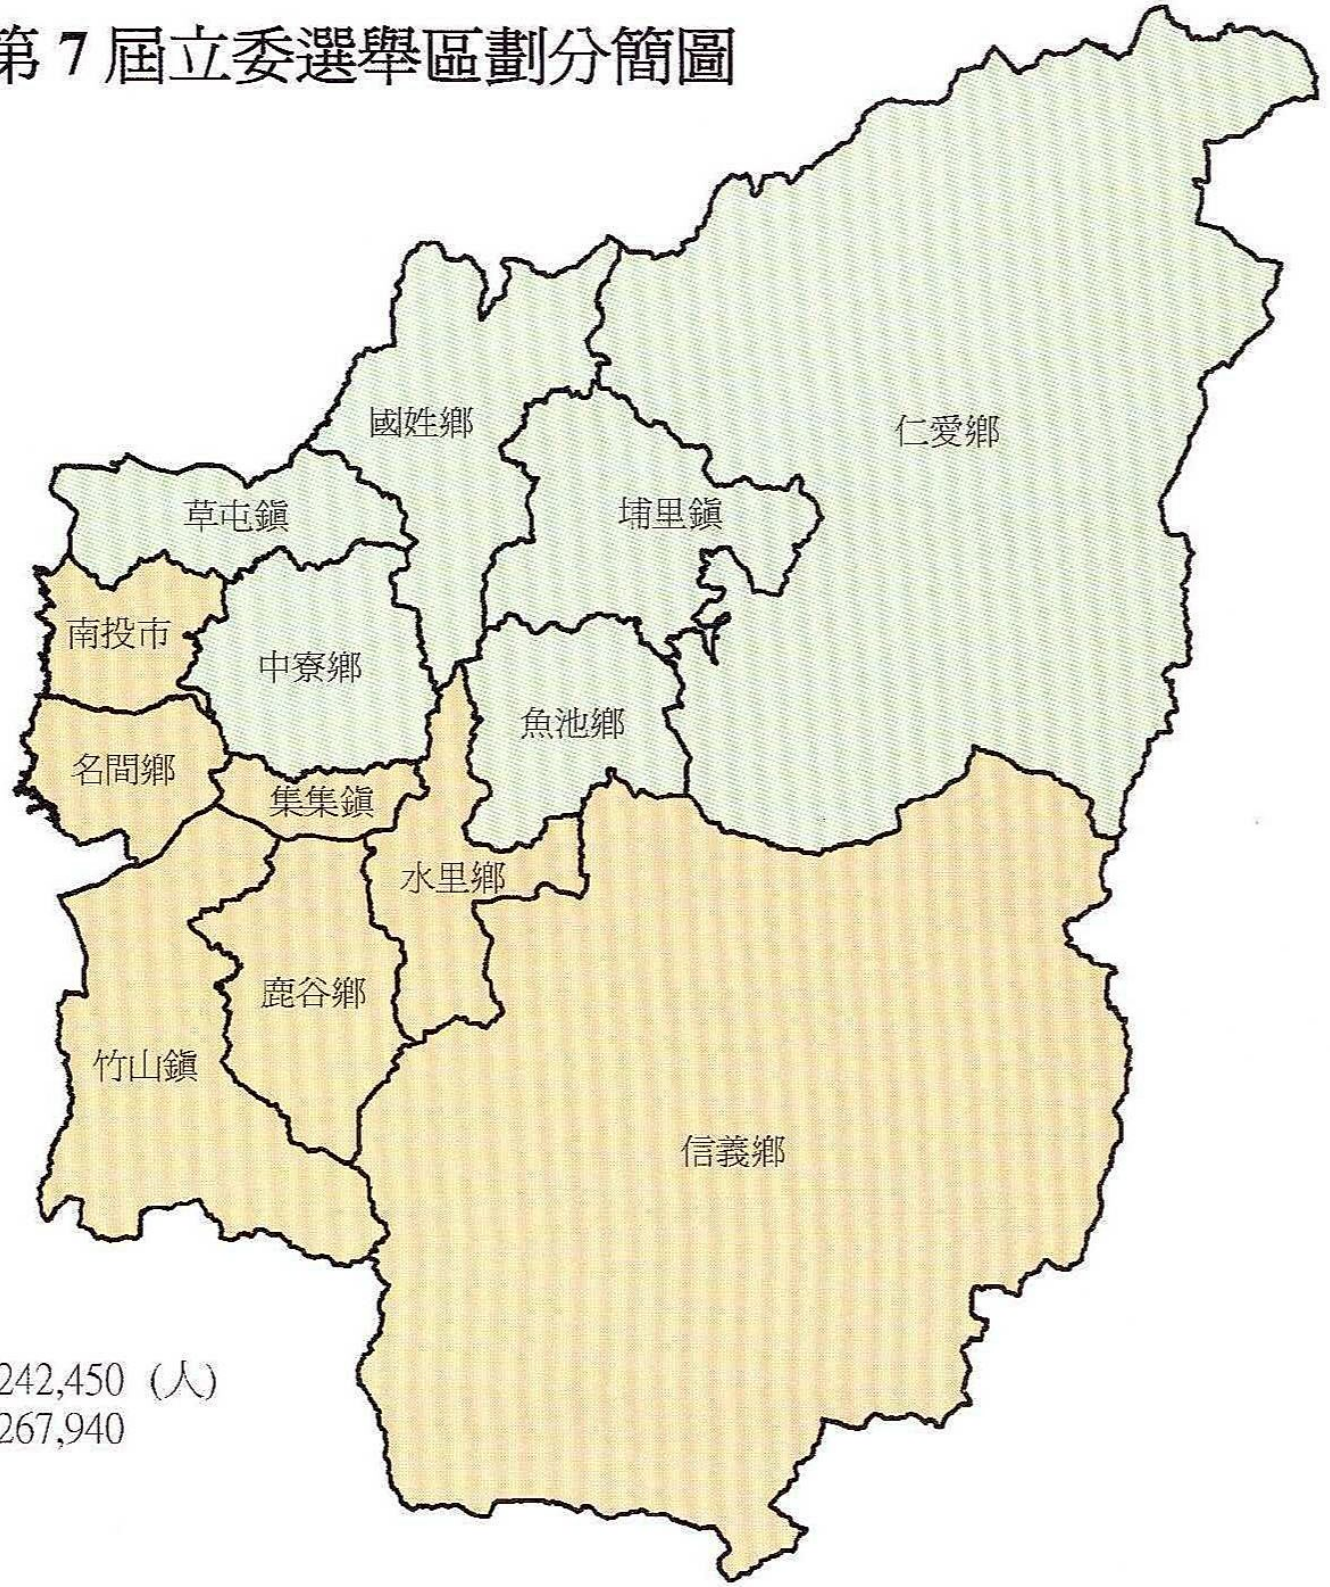 第 7 屆立委選舉區劃分簡圖
國姓鄉
仁愛鄉
草屯鎮
埔里鎮
南投市
中寮鄉
魚池鄉
名間鄉
集集鎮
水里鄉
鹿谷鄉
竹山鎮
信義鄉
242,450 (人)
267,940